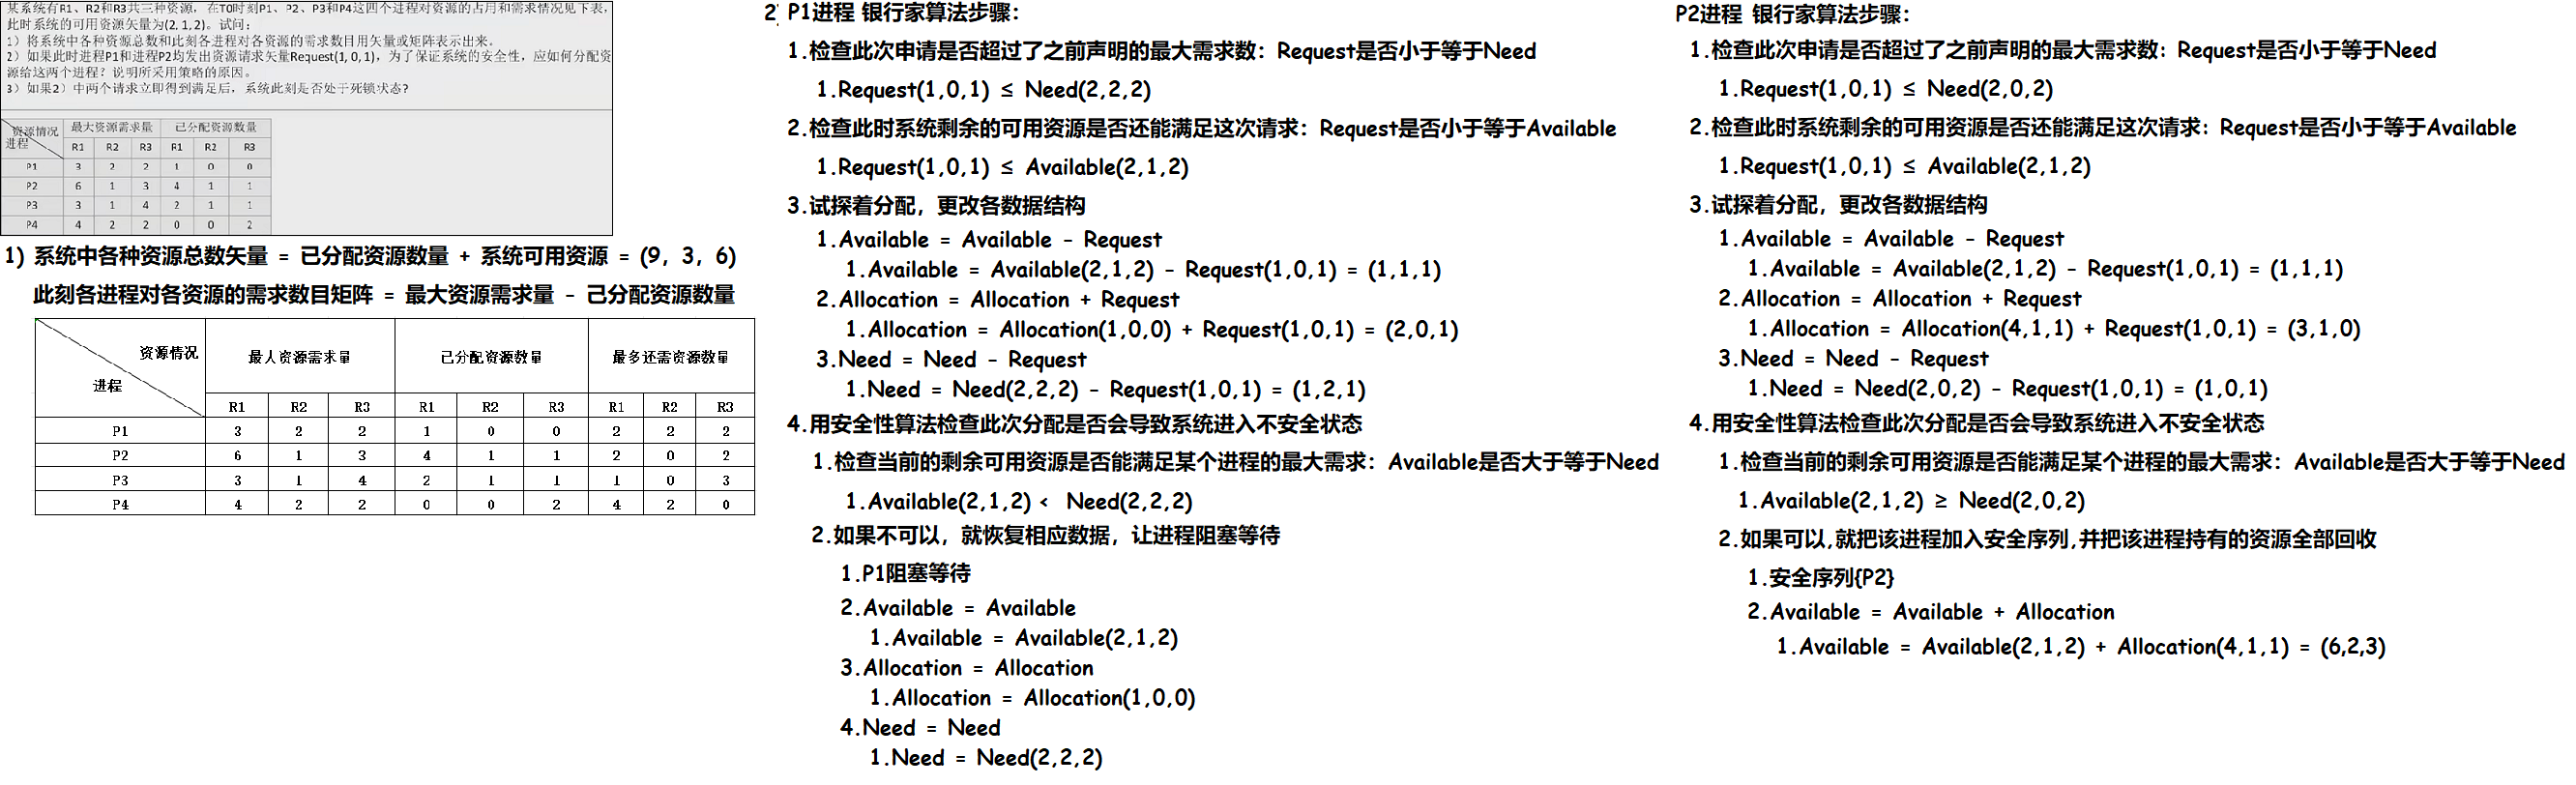 某系统有R1、R2和R3共三种资源，在T0时刻P1、P2、P3和P4这四个进程对资源的占用和需求情况见下表，
此时系统的可用资源矢量为(2,1,2)。试问：
1）将系统中各种资源总数和此刻各进程对各资源的需求数目用矢量或矩阵表示出来。
2）如果此时进程P1和进程P2均发出资源请求矢量Request(1,0,1)，为了保证系统的安全性，应如何分配资
源给这两个进程？说明所采用策略的原因。
3）如果2）中两个请求立即得到满足后，系统此刻是否处于死锁状态？
资源情况 最大资源需求量 已分配资源数量
进程 R1 R2 R3 R1 R2 R3
P1 3 2 2 1 0 0
P2 6 1 3 4 1 1
P3 3 1 4 2 1 1
P4 4 2 2 0 0 2
1) 系统中各种资源总数矢量 = 已分配资源数量 + 系统可用资源 = (9, 3, 6)
此刻各进程对各资源的需求数目矩阵 = 最大资源需求量 - 己分配资源数量
资源情况 最大资源需求量 已分配资源数量 最多还需资源数量
进程
R1 R2 R3 R1 R2 R3 R1 R2 R3
P1 3 2 2 1 0 0 2 2 2
P2 6 1 3 4 1 1 2 0 2
P3 3 1 4 2 1 1 1 0 3
P4 4 2 2 0 0 2 4 2 0
2) P1进程 银行家算法步骤：
1.检查此次申请是否超过了之前声明的最大需求数：Request是否小于等于Need
1.Request(1,0,1) ≤ Need(2,2,2)
2.检查此时系统剩余的可用资源是否还能满足这次请求：Request是否小于等于Available
1.Request(1,0,1) ≤ Available(2,1,2)
3.试探着分配，更改各数据结构
1.Available = Available - Request
1.Available = Available(2,1,2) - Request(1,0,1) = (1,1,1)
2.Allocation = Allocation + Request
1.Allocation = Allocation(1,0,0) + Request(1,0,1) = (2,0,1)
3.Need = Need - Request
1.Need = Need(2,2,2) - Request(1,0,1) = (1,2,1)
4.用安全性算法检查此次分配是否会导致系统进入不安全状态
1.检查当前的剩余可用资源是否能满足某个进程的最大需求：Available是否大于等于Need
1.Available(2,1,2) < Need(2,2,2)
2.如果不可以，就恢复相应数据，让进程阻塞等待
1.P1阻塞等待
2.Available = Available
1.Available = Available(2,1,2)
3.Allocation = Allocation
1.Allocation = Allocation(1,0,0)
4.Need = Need
1.Need = Need(2,2,2)
P2进程 银行家算法步骤：
1.检查此次申请是否超过了之前声明的最大需求数：Request是否小于等于Need
1.Request(1,0,1) ≤ Need(2,0,2)
2.检查此时系统剩余的可用资源是否还能满足这次请求：Request是否小于等于Available
1.Request(1,0,1) ≤ Available(2,1,2)
3.试探着分配，更改各数据结构
1.Available = Available - Request
1.Available = Available(2,1,2) - Request(1,0,1) = (1,1,1)
2.Allocation = Allocation + Request
1.Allocation = Allocation(4,1,1) + Request(1,0,1) = (3,1,0)
3.Need = Need - Request
1.Need = Need(2,0,2) - Request(1,0,1) = (1,0,1)
4.用安全性算法检查此次分配是否会导致系统进入不安全状态
1.检查当前的剩余可用资源是否能满足某个进程的最大需求：Available是否大于等于Need
1.Available(2,1,2) ≥ Need(2,0,2)
2.如果可以,就把该进程加入安全序列,并把该进程持有的资源全部回收
1.安全序列{P2}
2.Available = Available + Allocation
1.Available = Available(2,1,2) + Allocation(4,1,1) = (6,2,3)